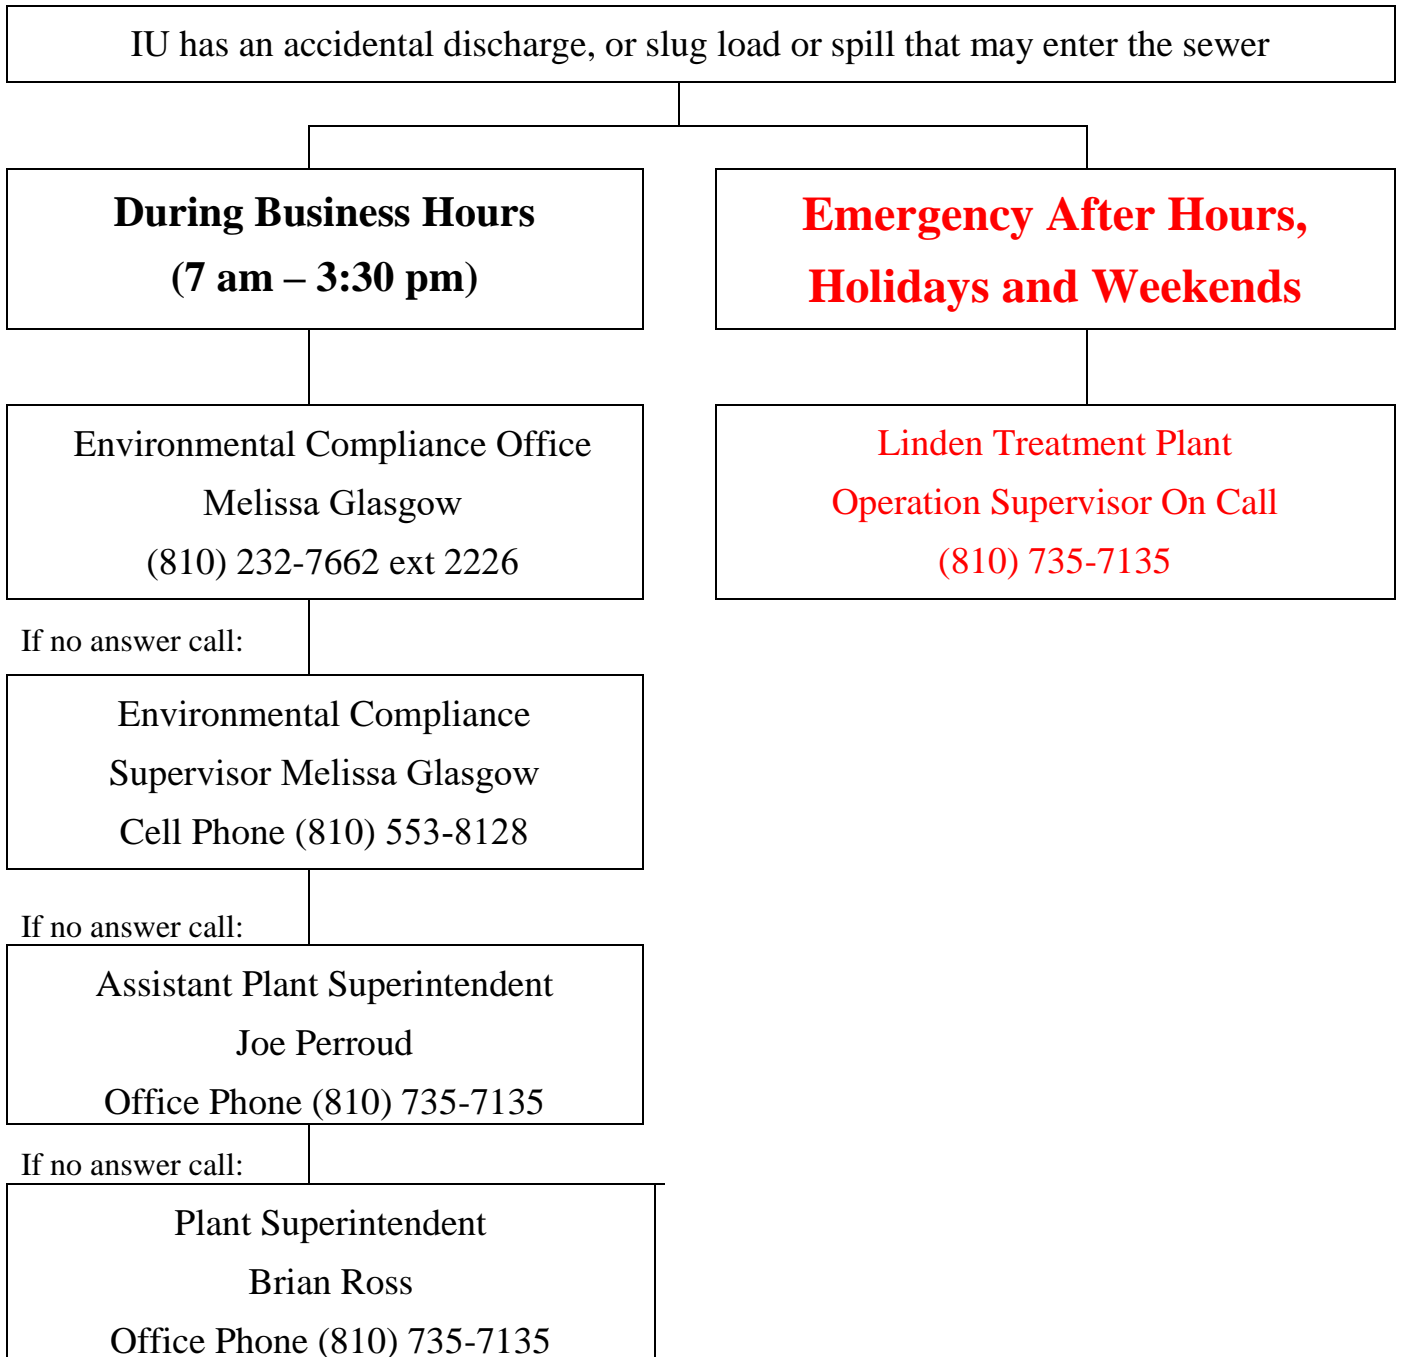 IU has an accidental discharge, or slug load or spill that may enter the sewer
During Business Hours
(7 am – 3:30 pm)
Emergency After Hours,
Holidays and Weekends
Environmental Compliance Office
Melissa Glasgow
(810) 232-7662 ext 2226
Linden Treatment Plant
Operation Supervisor On Call
(810) 735-7135
If no answer call:
Environmental Compliance
Supervisor Melissa Glasgow
Cell Phone (810) 553-8128
If no answer call:
Assistant Plant Superintendent
Joe Perroud
Office Phone (810) 735-7135
If no answer call:
Plant Superintendent
Brian Ross
Office Phone (810) 735-7135